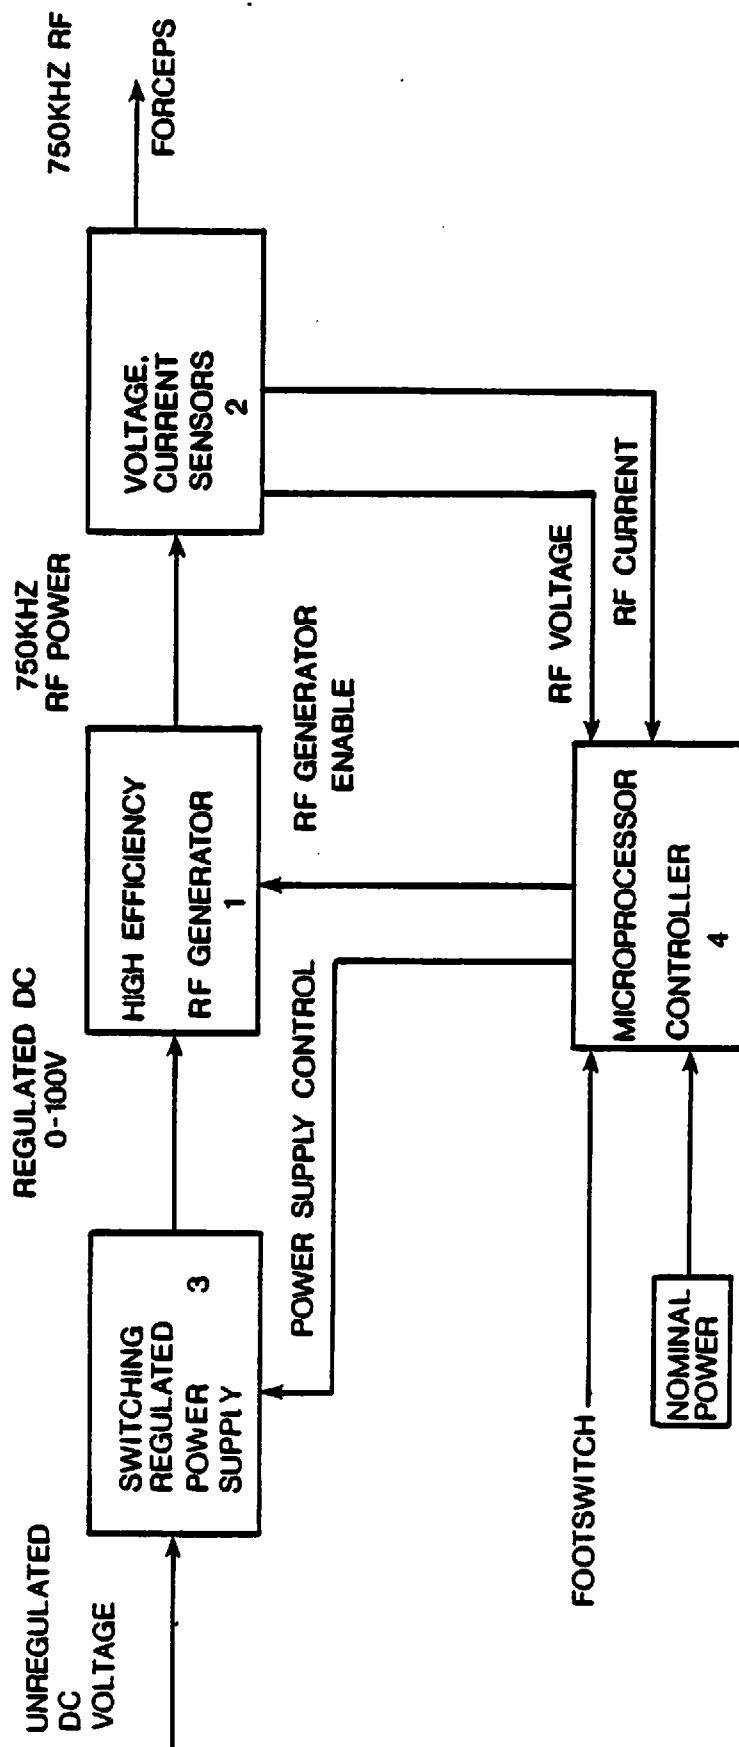 UNREGULATED
DC
VOLTAGE
SWITCHING
REGULATED
POWER
SUPPLY
3
REGULATED DC
0-100V
HIGH EFFICIENCY
RF GENERATOR
1
750KHZ
RF POWER
VOLTAGE,
CURRENT
SENSORS
2
750KHZ RF
FORCEPS
POWER SUPPLY CONTROL
RF GENERATOR
ENABLE
RF VOLTAGE
RF CURRENT
FOOTSWITCH
NOMINAL
POWER
MICROPROCESSOR
CONTROLLER
4